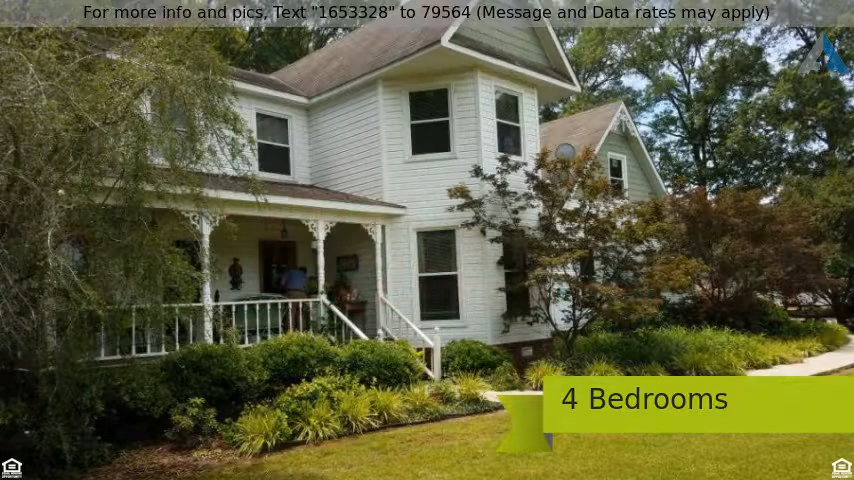 For more info and pics, Text "1653328" to 79564 (Message and Data rates may apply)
4 Bedrooms